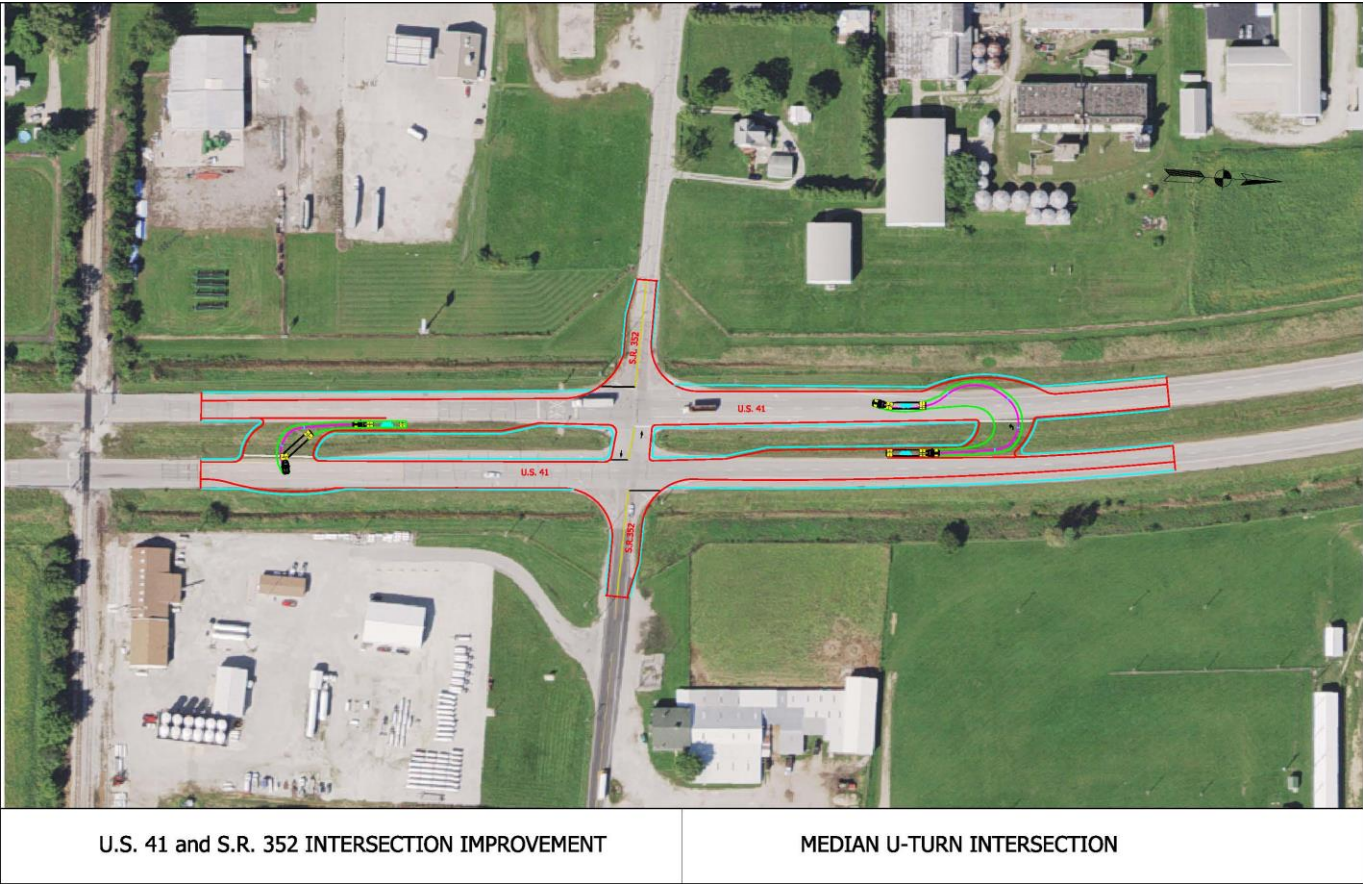 S.R. 352
U.S. 41
U.S. 41
S.R.352
U.S. 41 and S.R. 352 INTERSECTION IMPROVEMENT
MEDIAN U-TURN INTERSECTION